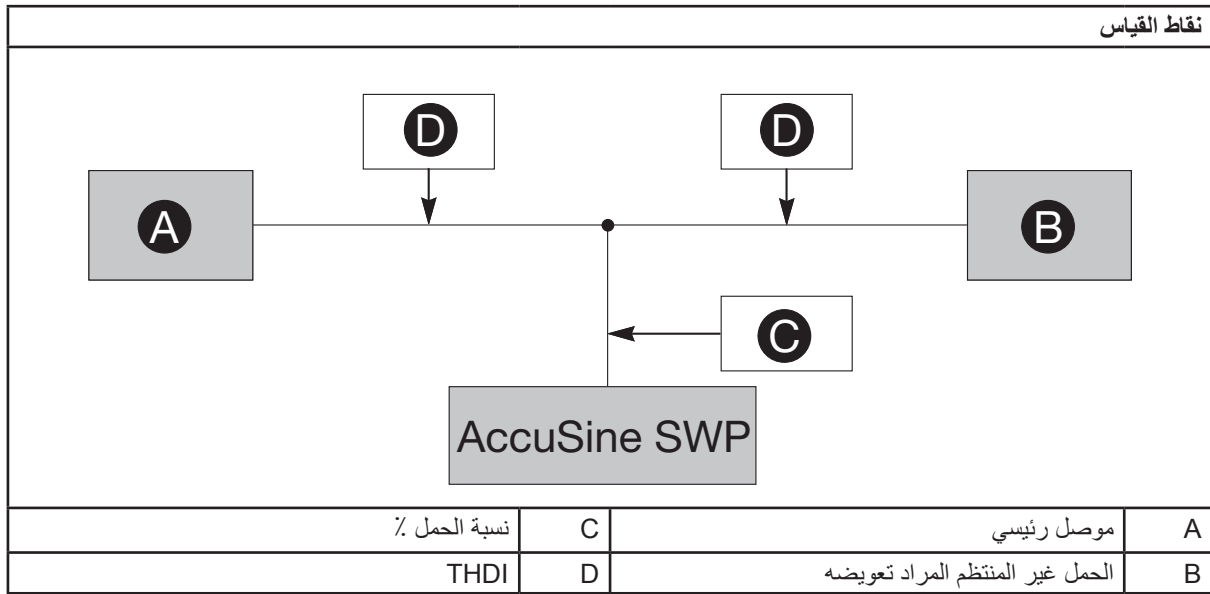 نقاط القياس
D
D
A
B
C
AccuSine SWP
A موصل رئيسي C نسبة الحمل ٪
B الحمل غير المنتظم المراد تعويضه D THDI